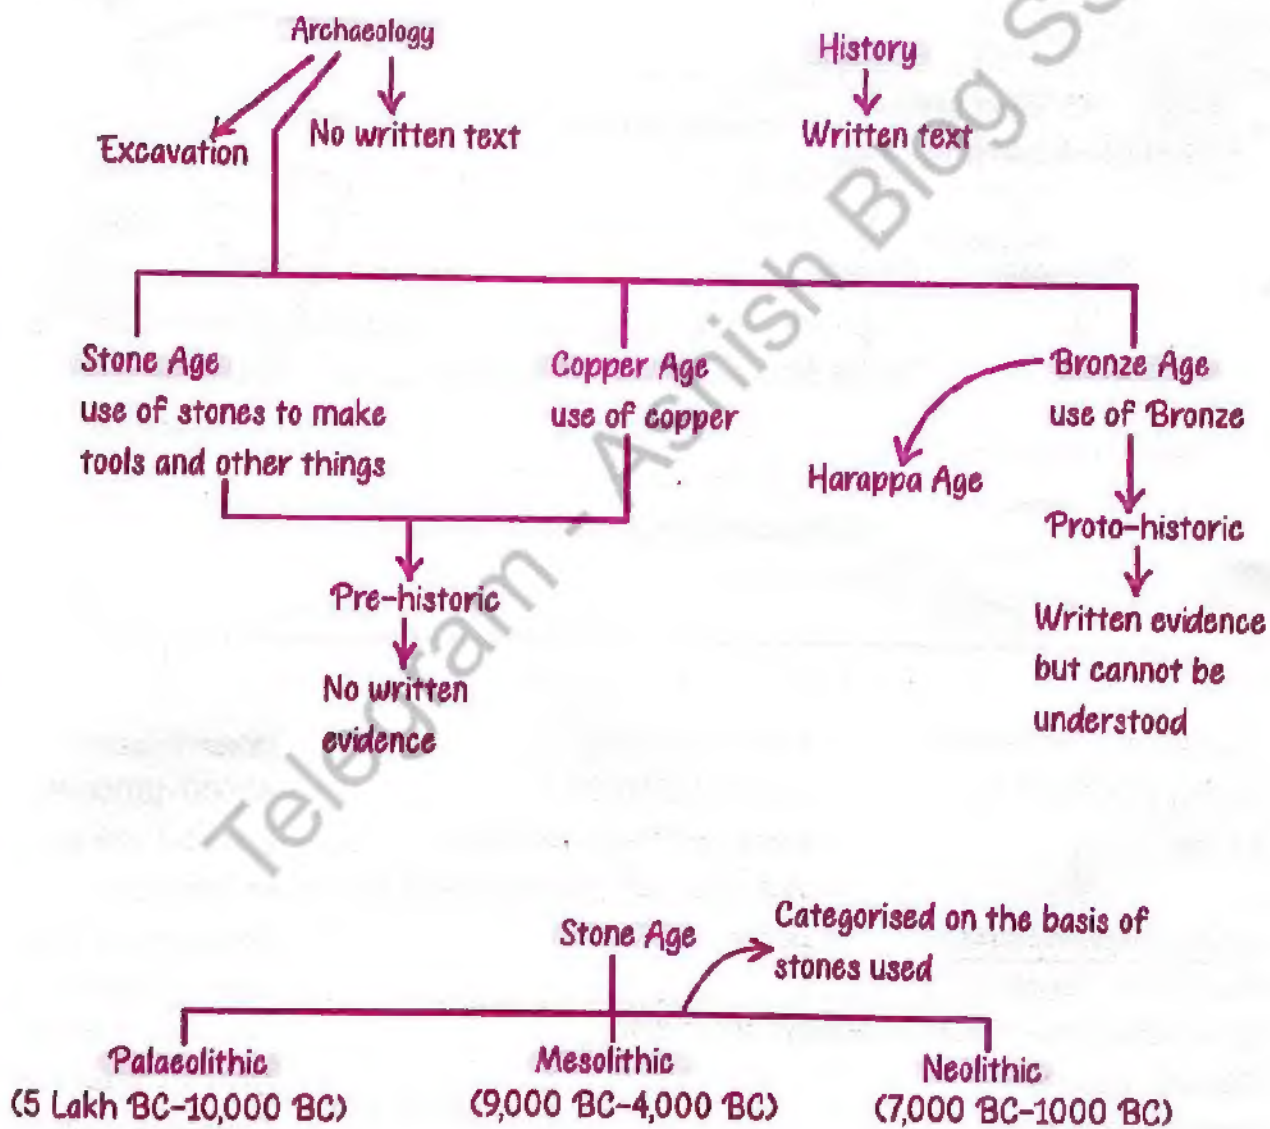 Archaeology
History
Excavation
No written text
Written text
Stone Age
use of stones to make
tools and other things
Copper Age
use of copper
Bronze Age
use of Bronze
Harappa Age
Proto-historic
Pre-historic
Written evidence
but cannot be
understood
No written
evidence
Telegram - Ashish Blog
Stone Age
Categorised on the basis of
stones used
Palaeolithic
(5 Lakh BC-10,000 BC)
Mesolithic
(9,000 BC-4,000 BC)
Neolithic
(7,000 BC-1000 BC)